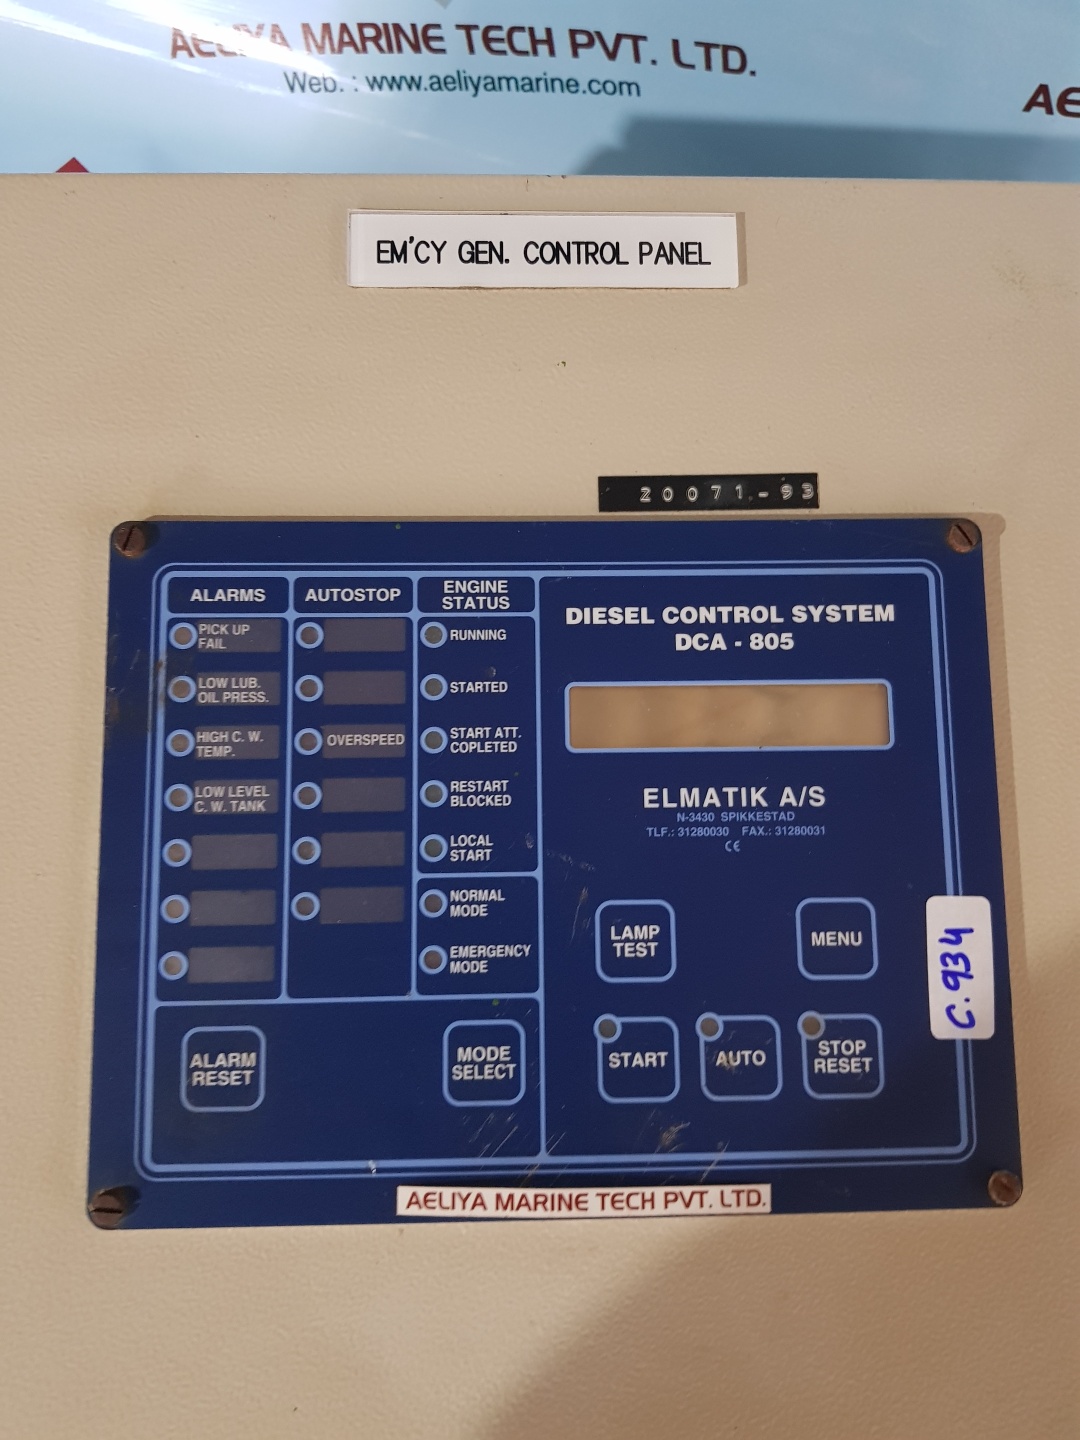 AELIYA MARINE TECH PVT. LTD.
Web. : www.aeliyamarine.com
AE
EM'CY GEN. CONTROL PANEL
20071-93
ALARMS
PICK UP
FAIL
LOW LUB.
OIL PRESS.
HIGH C. W.
TEMP.
LOW LEVEL
C. W. TANK
AUTOSTOP
OVERSPEED
ENGINE
STATUS
RUNNING
STARTED
START ATT.
COPLETED
RESTART
BLOCKED
LOCAL
START
NORMAL
MODE
EMERGENCY
MODE
DIESEL CONTROL SYSTEM
DCA - 805
ELMATIK A/S
N-3430 SPIKKESTAD
TLF.: 31280030 FAX.: 31280031
CE
LAMP
TEST
MENU
C.934
ALARM
RESET
MODE
SELECT
START
AUTO
STOP
RESET
AELIYA MARINE TECH PVT. LTD.